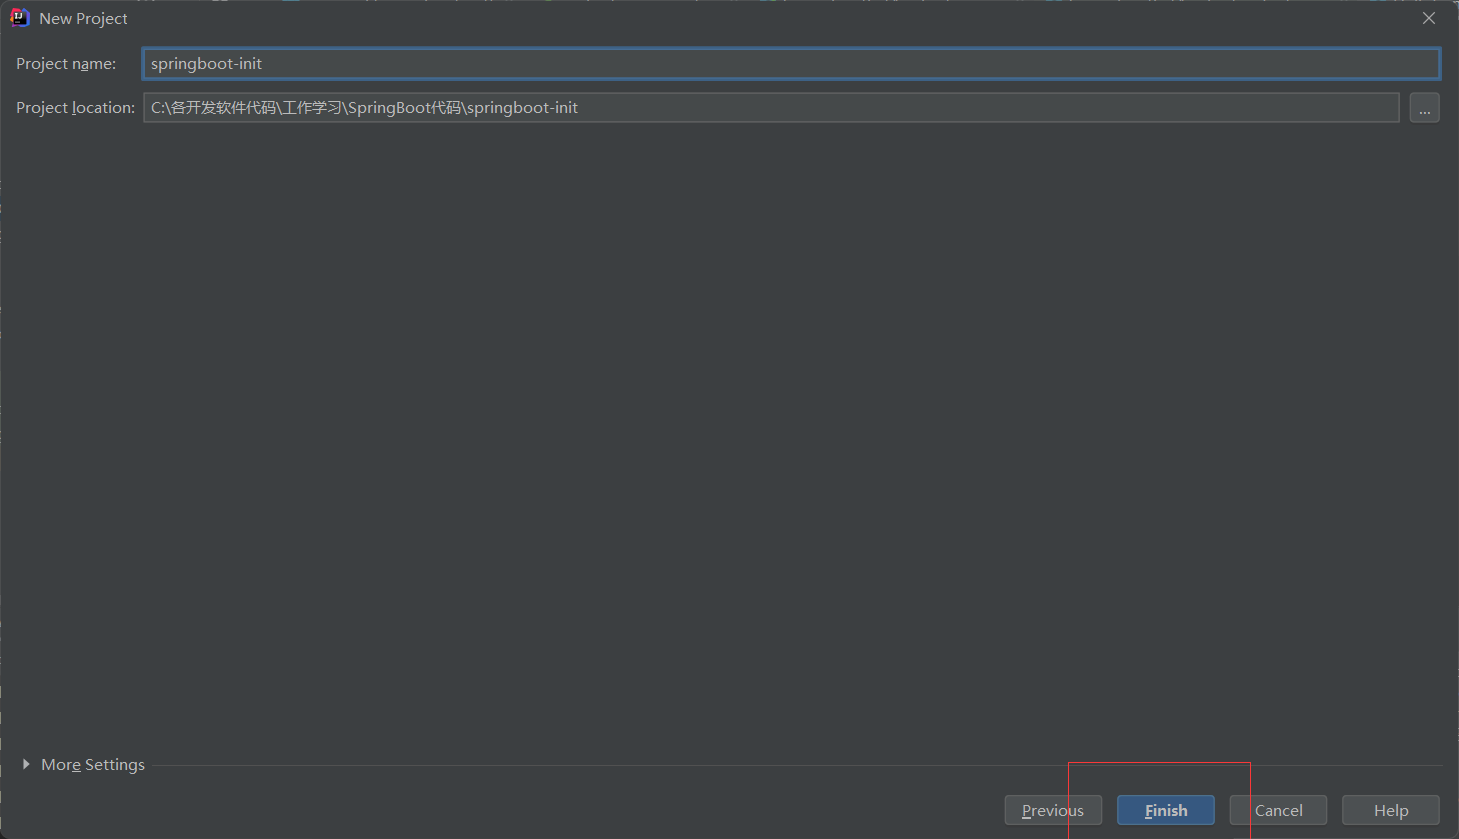 New Project
Project name: springboot-init
Project location: C:\各开发软件代码\工作学习\SpringBoot代码\springboot-init ...
More Settings
Previous Finish Cancel Help